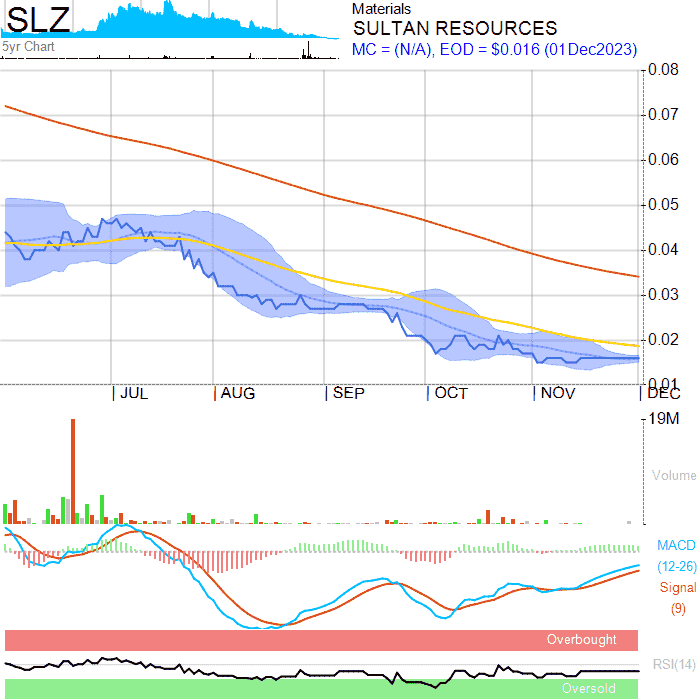 SLZ
5yr Chart
Materials
SULTAN RESOURCES
MC = (N/A), EOD = $0.016 (01Dec2023)
0.08
0.07
0.06
0.05
0.04
0.03
0.02
0.01
JUL AUG SEP OCT NOV DEC
19M
Volume
MACD
(12-26)
Signal
(9)
Overbought
RSI(14)
Oversold